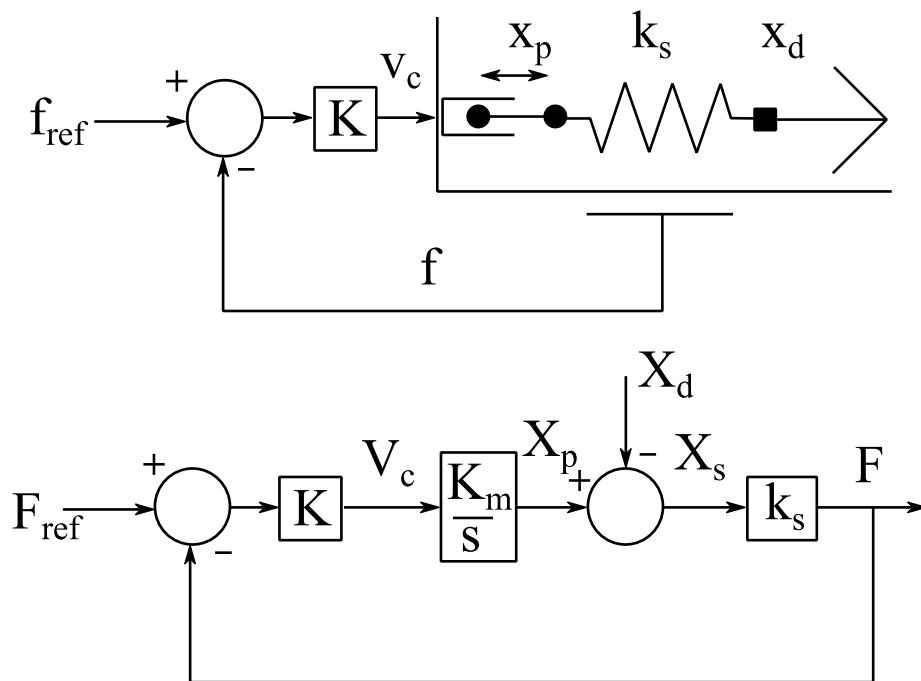 x_p k_s x_d
+ v_c
f_ref K
-
f
X_d
+ V_c X_p + - X_s F
F_ref K K_m/s k_s
-